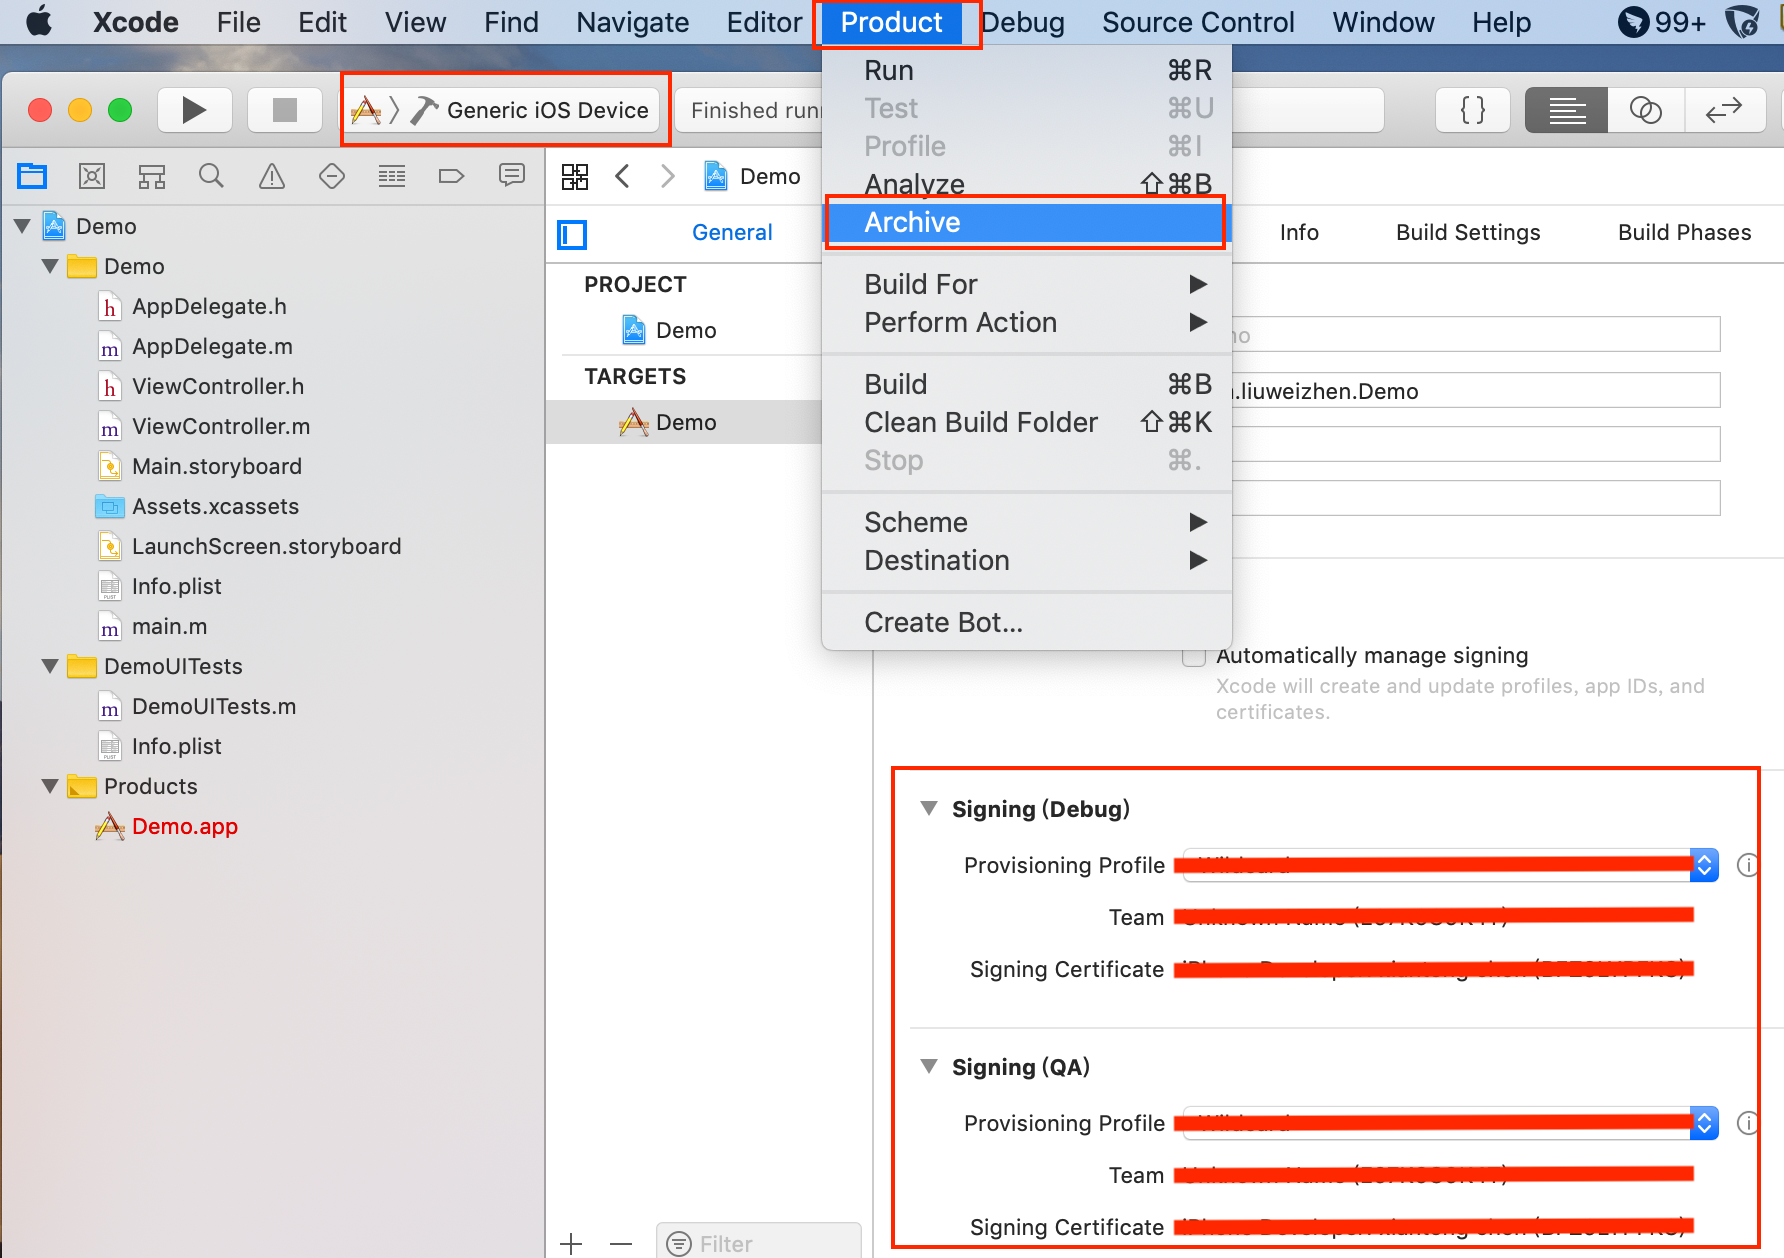 Xcode File Edit View Find Navigate Editor Product Debug Source Control Window Help 99+
Generic iOS Device
Finished runn
Run ⌘R
Test ⌘U
Profile ⌘I
Analyze ⇧⌘B
Archive
Build For
Perform Action
Build ⌘B
Clean Build Folder ⇧⌘K
Stop ⌘.
Scheme
Destination
Create Bot...
Demo
Demo
AppDelegate.h
AppDelegate.m
ViewController.h
ViewController.m
Main.storyboard
Assets.xcassets
LaunchScreen.storyboard
Info.plist
main.m
DemoUITests
DemoUITests.m
Info.plist
Products
Demo.app
Demo
General Info Build Settings Build Phases
PROJECT
Demo
TARGETS
Demo
Filter
.liuweizhen.Demo
Automatically manage signing
Xcode will create and update profiles, app IDs, and
certificates.
Signing (Debug)
Provisioning Profile
Team
Signing Certificate
Signing (QA)
Provisioning Profile
Team
Signing Certificate